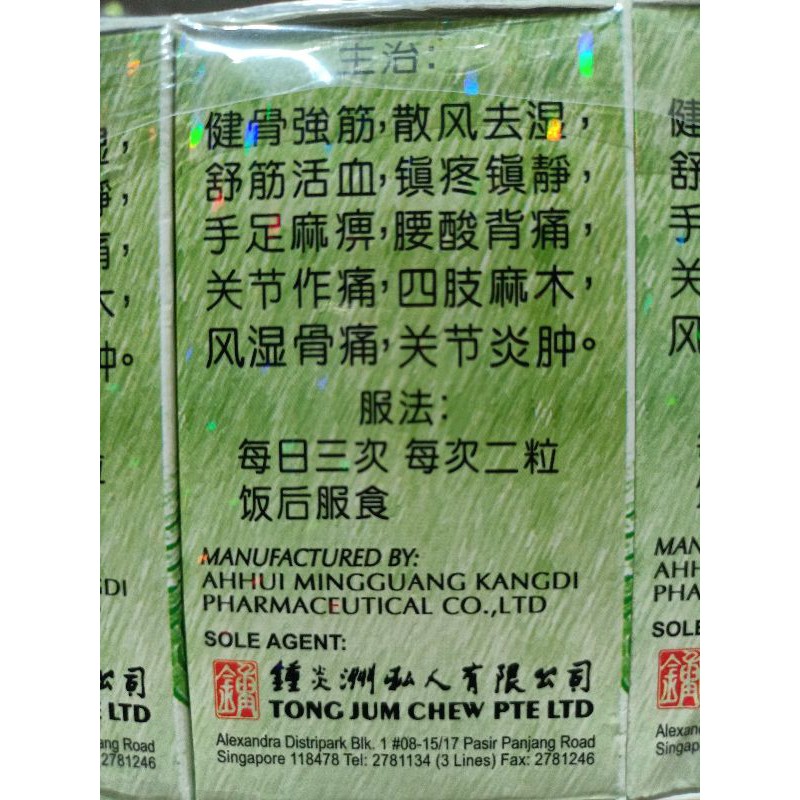 主治:
健骨強筋,散风去湿,
舒筋活血,镇疼镇靜,
手足麻痹,腰酸背痛,
关节作痛,四肢麻木,
风湿骨痛,关节炎肿。
服法:
每日三次 每次二粒
饭后服食
MANUFACTURED BY:
AHHUI MINGGUANG KANGDI
PHARMACEUTICAL CO.,LTD
SOLE AGENT:
鍾炎洲私人有限公司
TONG JUM CHEW PTE LTD
Alexandra Distripark Blk. 1 #08-15/17 Pasir Panjang Road
Singapore 118478 Tel: 2781134 (3 Lines) Fax: 2781246